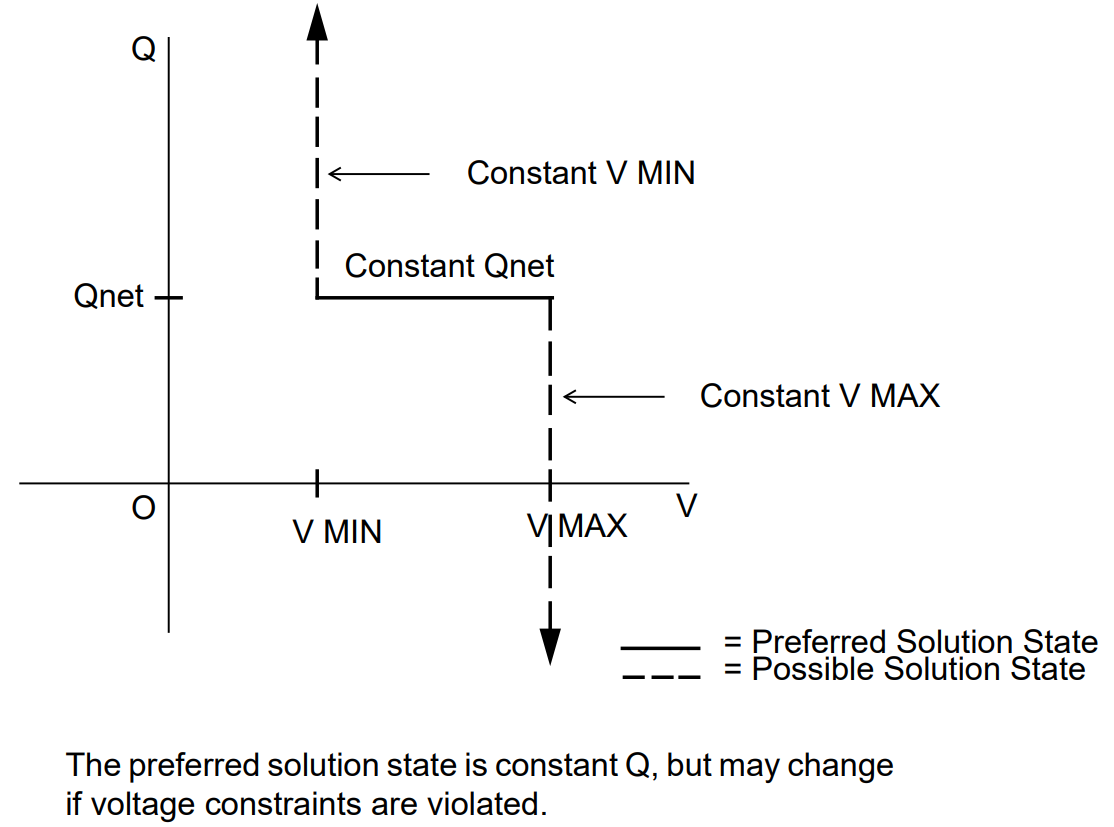 Q
Constant V MIN
Constant Qnet
Qnet
Constant V MAX
O
V MIN
V MAX
V
= Preferred Solution State
= Possible Solution State
The preferred solution state is constant Q, but may change
if voltage constraints are violated.